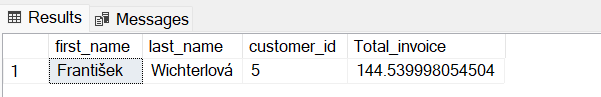 Results Messages
first_name last_name customer_id Total_invoice
1 František Wichterlová 5 144.539998054504